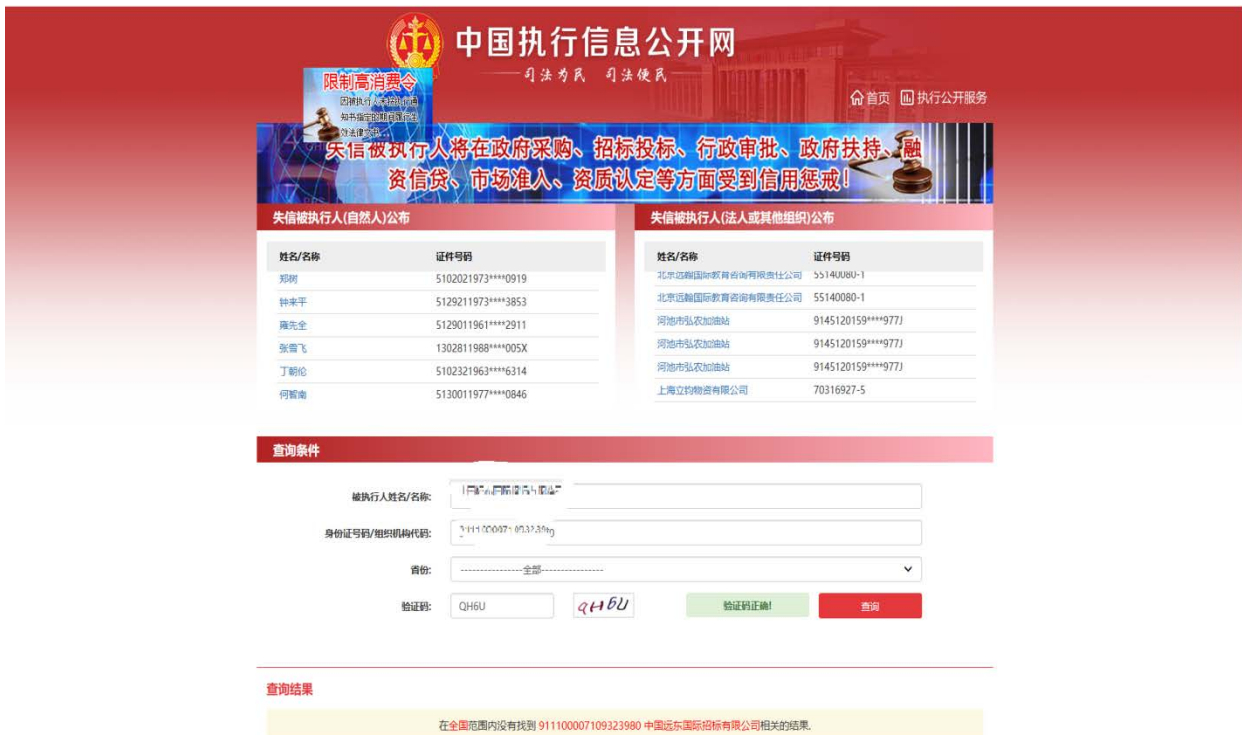 中国执行信息公开网
司法为民 司法便民
限制高消费令
首页 执行公开服务
失信被执行人将在政府采购、招标投标、行政审批、政府扶持、融
资信贷、市场准入、资质认定等方面受到信用惩戒!
失信被执行人(自然人)公布
姓名/名称 证件号码
郑树 5102021973****0919
钟来平 5129211973****3853
雍先全 5129011961****2911
张雪飞 1302811988****005X
丁朝伦 5102321963****6314
何智南 5130011977****0846
失信被执行人(法人或其他组织)公布
姓名/名称 证件号码
北京远翰国际教育咨询有限责任公司 55140080-1
北京远翰国际教育咨询有限责任公司 55140080-1
河池市弘农加油站 9145120159****977J
河池市弘农加油站 9145120159****977J
河池市弘农加油站 9145120159****977J
上海立钧物资有限公司 70316927-5
查询条件
被执行人姓名/名称:
身份证号码/组织机构代码:
省份: ----------------全部----------------
验证码: QH6U qH6U 验证码正确! 查询
查询结果
在全国范围内没有找到 911100007109323980 中国远东国际招标有限公司相关的结果.